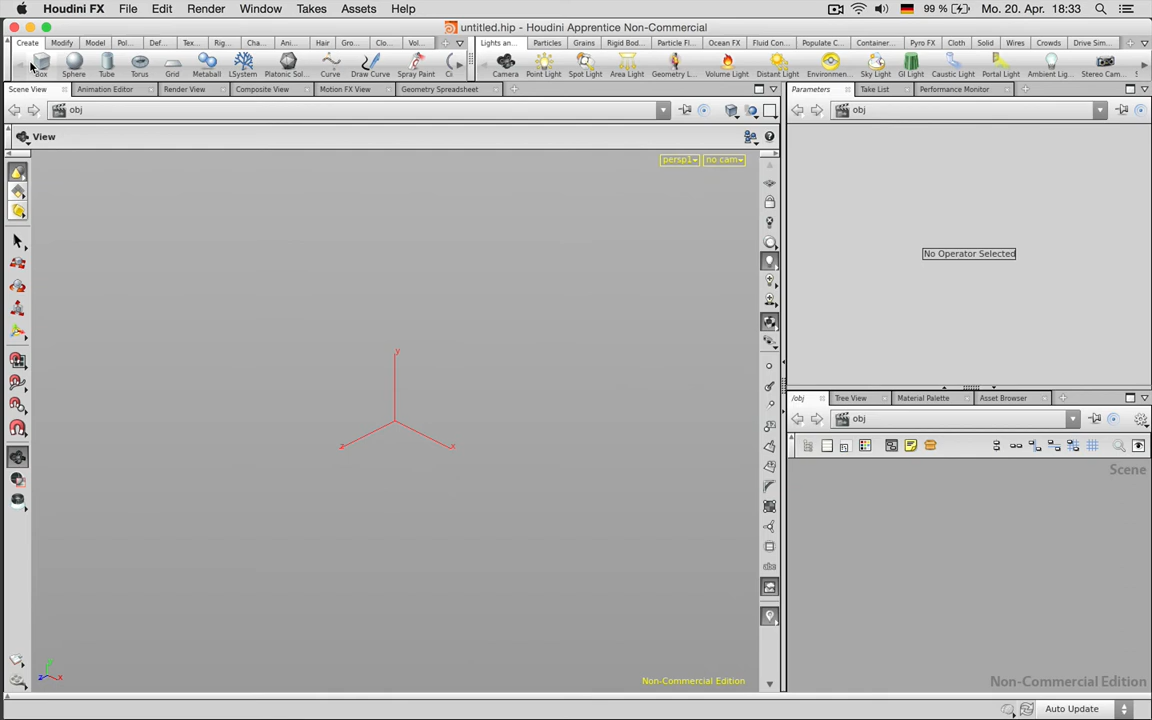 Houdini FX File Edit Render Window Takes Assets Help 99 % Mo. 20. Apr. 18:33
untitled.hip - Houdini Apprentice Non-Commercial
Create Modify Model Pol... Def... Tex... Rig... Cha... Ani... Hair Gro... Clo... Vol... Lights an... Particles Grains Rigid Bod... Particle Fl... Ocean FX Fluid Con... Populate C... Container... Pyro FX Cloth Solid Wires Crowds Drive Sim...
Box Sphere Tube Torus Grid Metaball LSystem Platonic Sol... Curve Draw Curve Spray Paint Ci Camera Point Light Spot Light Area Light Geometry L... Volume Light Distant Light Environmen... Sky Light GI Light Caustic Light Portal Light Ambient Lig... Stereo Cam... S
Scene View Animation Editor Render View Composite View Motion FX View Geometry Spreadsheet Parameters Take List Performance Monitor
obj obj
View
persp1 no cam
No Operator Selected
y
z x
/obj Tree View Material Palette Asset Browser
obj
Scene
abc
y
z x
Non-Commercial Edition Non-Commercial Edition
Auto Update